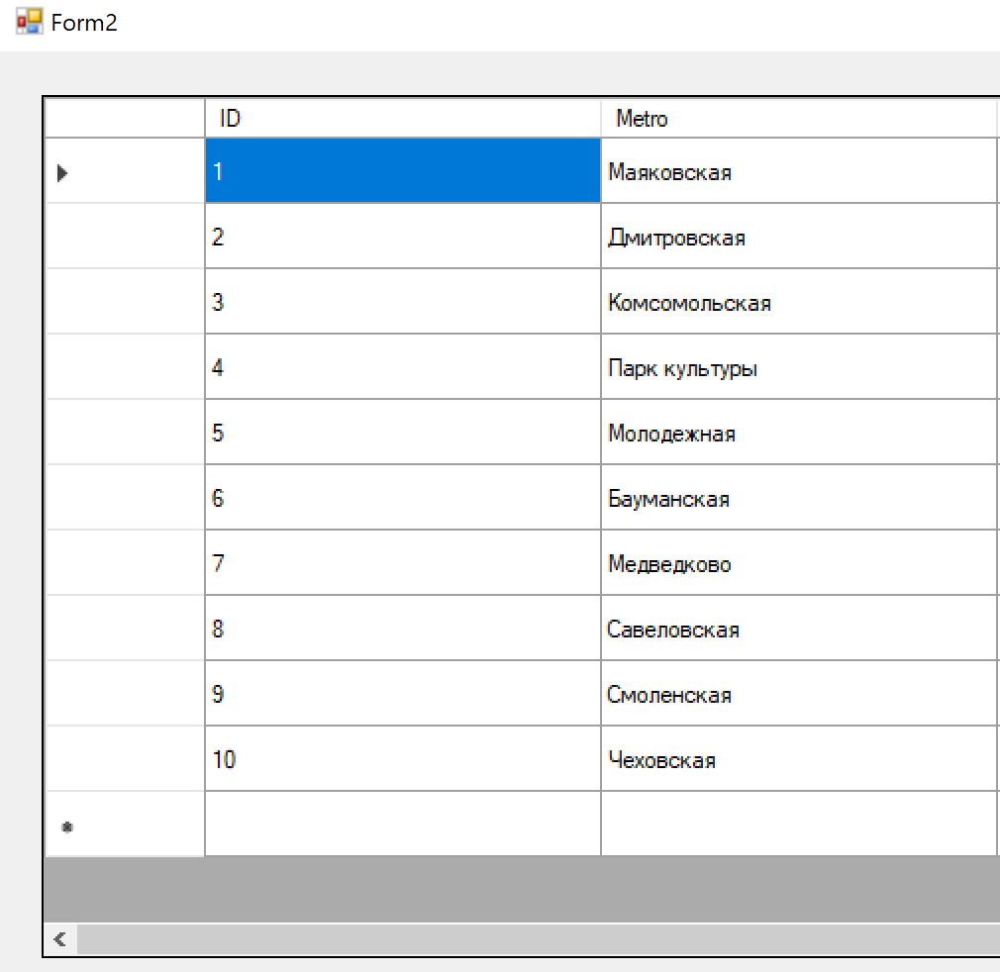 Form2
ID Metro
1 Маяковская
2 Дмитровская
3 Комсомольская
4 Парк культуры
5 Молодежная
6 Бауманская
7 Медведково
8 Савеловская
9 Смоленская
10 Чеховская